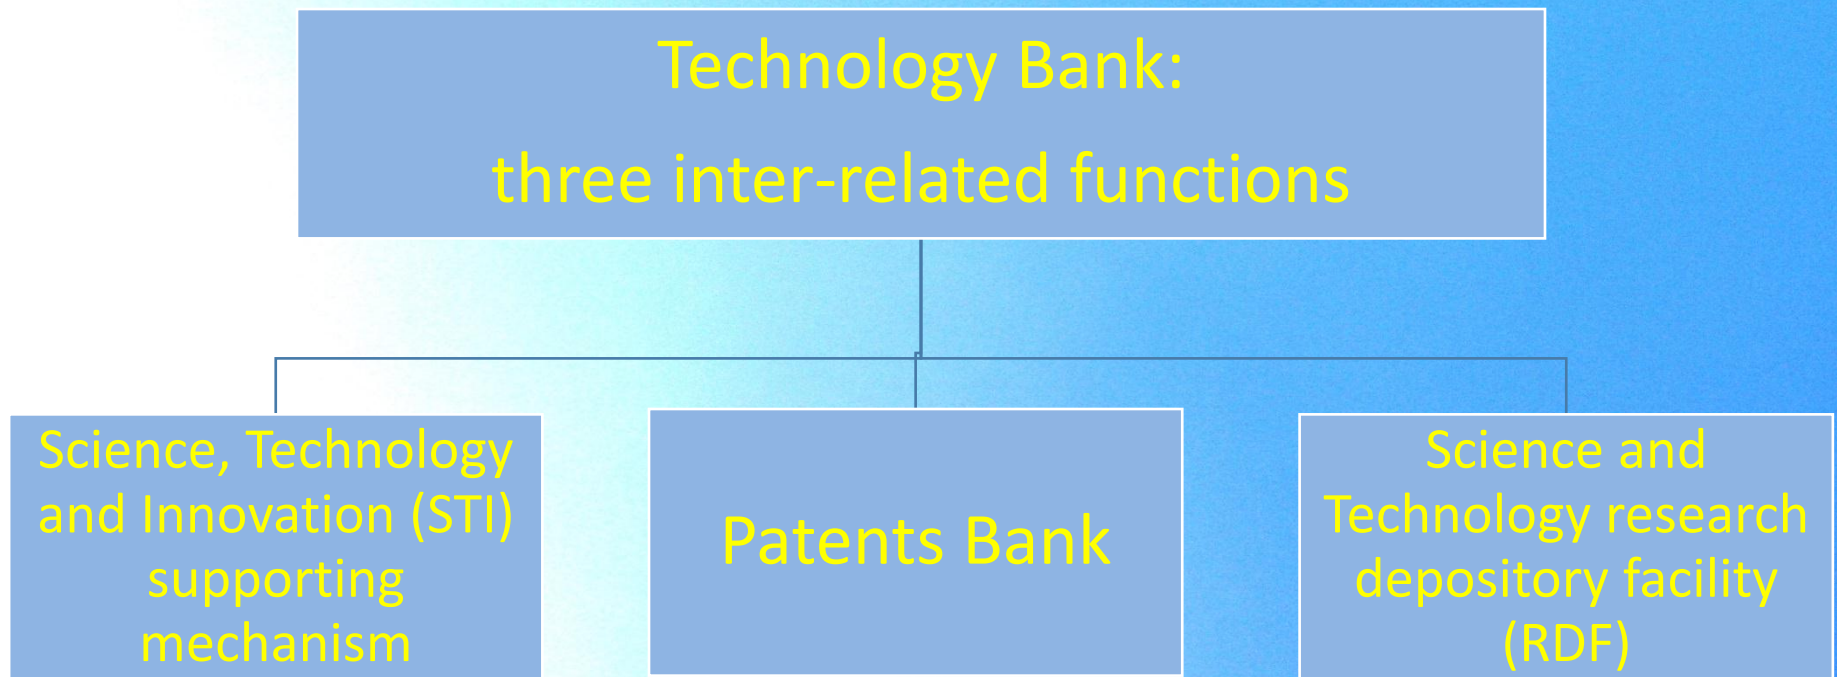 Technology Bank:
three inter-related functions
Science, Technology
and Innovation (STI)
supporting
mechanism
Patents Bank
Science and
Technology research
depository facility
(RDF)